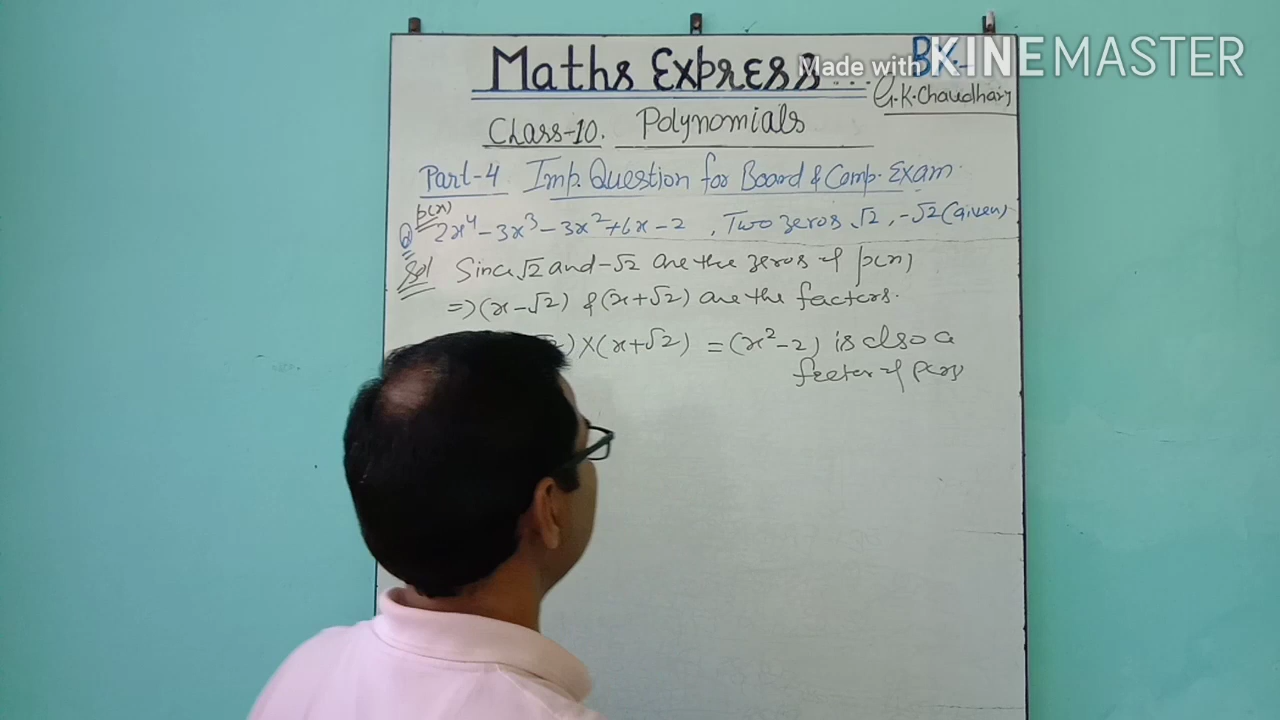 Maths Express...
BY-
G.K.Chaudhary
Made with KINEMASTER
Class-10. Polynomials
Part-4 Imp. Question for Board & Comp. Exam.
p(x)
Q 2x⁴-3x³-3x²+6x-2, Two zeros √2, -√2 (given)
Sol Since √2 and -√2 are the zeros of p(x)
=> (x-√2) & (x+√2) are the factors.
) X (x+√2) = (x²-2) is also a
factor of p(x)